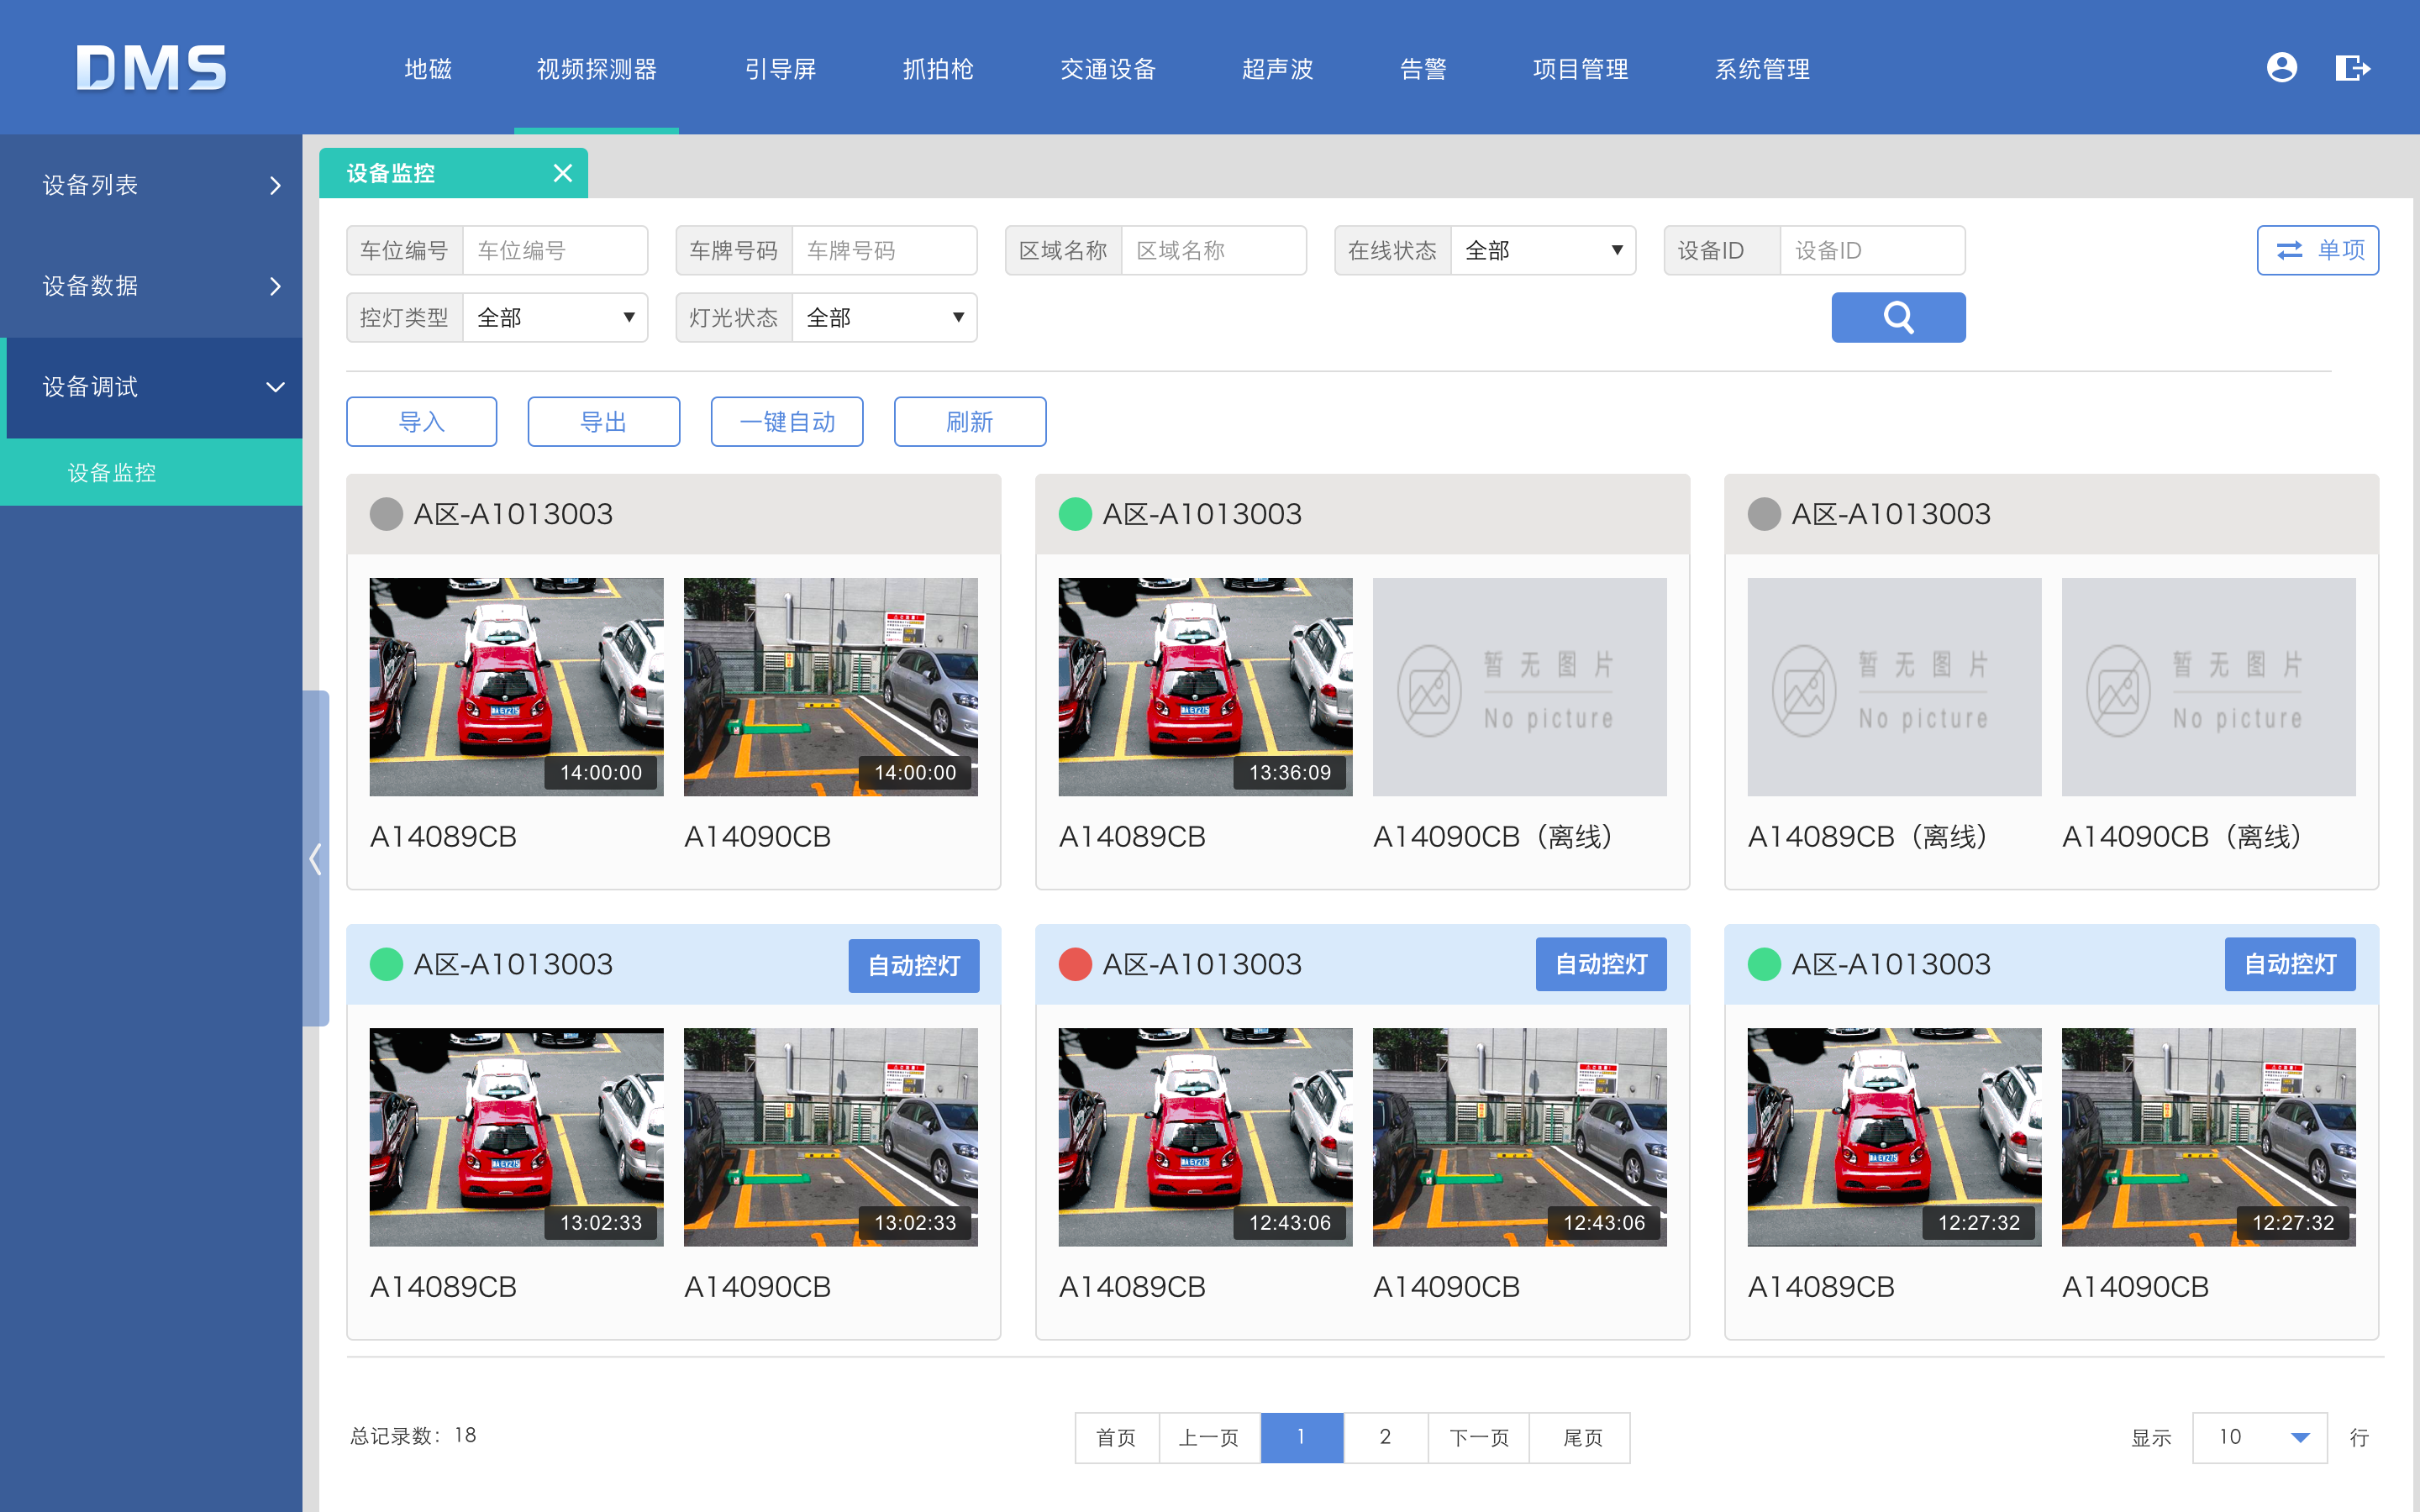 DMS 地磁 视频探测器 引导屏 抓拍枪 交通设备 超声波 告警 项目管理 系统管理
设备列表
设备数据
设备调试
设备监控
设备监控
车位编号 车位编号 车牌号码 车牌号码 区域名称 区域名称 在线状态 全部 设备ID 设备ID 单项
控灯类型 全部 灯光状态 全部
导入 导出 一键自动 刷新
A区-A1013003
14:00:00 14:00:00
A14089CB A14090CB
A区-A1013003
13:36:09
暂无图片
No picture
A14089CB A14090CB（离线）
A区-A1013003
暂无图片 暂无图片
No picture No picture
A14089CB（离线） A14090CB（离线）
A区-A1013003 自动控灯
13:02:33 13:02:33
A14089CB A14090CB
A区-A1013003 自动控灯
12:43:06 12:43:06
A14089CB A14090CB
A区-A1013003 自动控灯
12:27:32 12:27:32
A14089CB A14090CB
总记录数：18 首页 上一页 1 2 下一页 尾页 显示 10 行